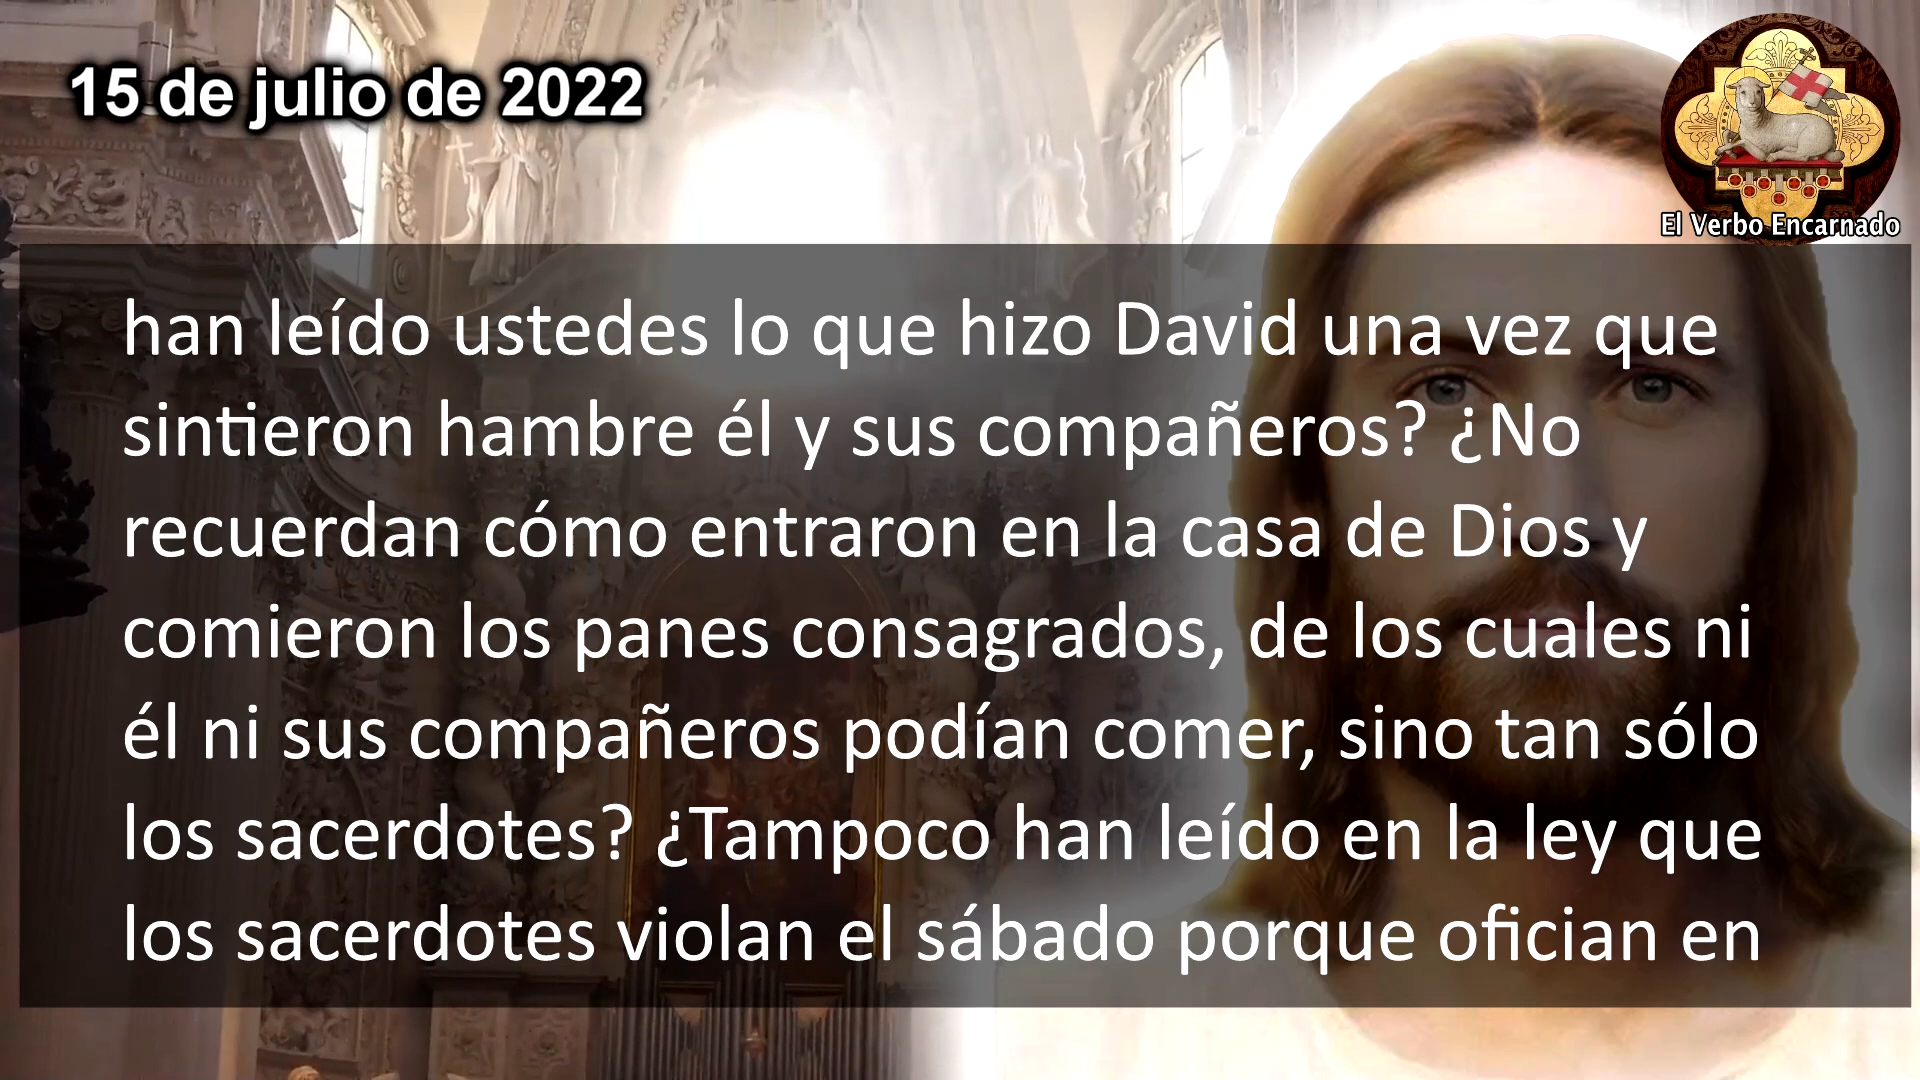 15 de julio de 2022
El Verbo Encarnado
han leído ustedes lo que hizo David una vez que
sintieron hambre él y sus compañeros? ¿No
recuerdan cómo entraron en la casa de Dios y
comieron los panes consagrados, de los cuales ni
él ni sus compañeros podían comer, sino tan sólo
los sacerdotes? ¿Tampoco han leído en la ley que
los sacerdotes violan el sábado porque ofician en